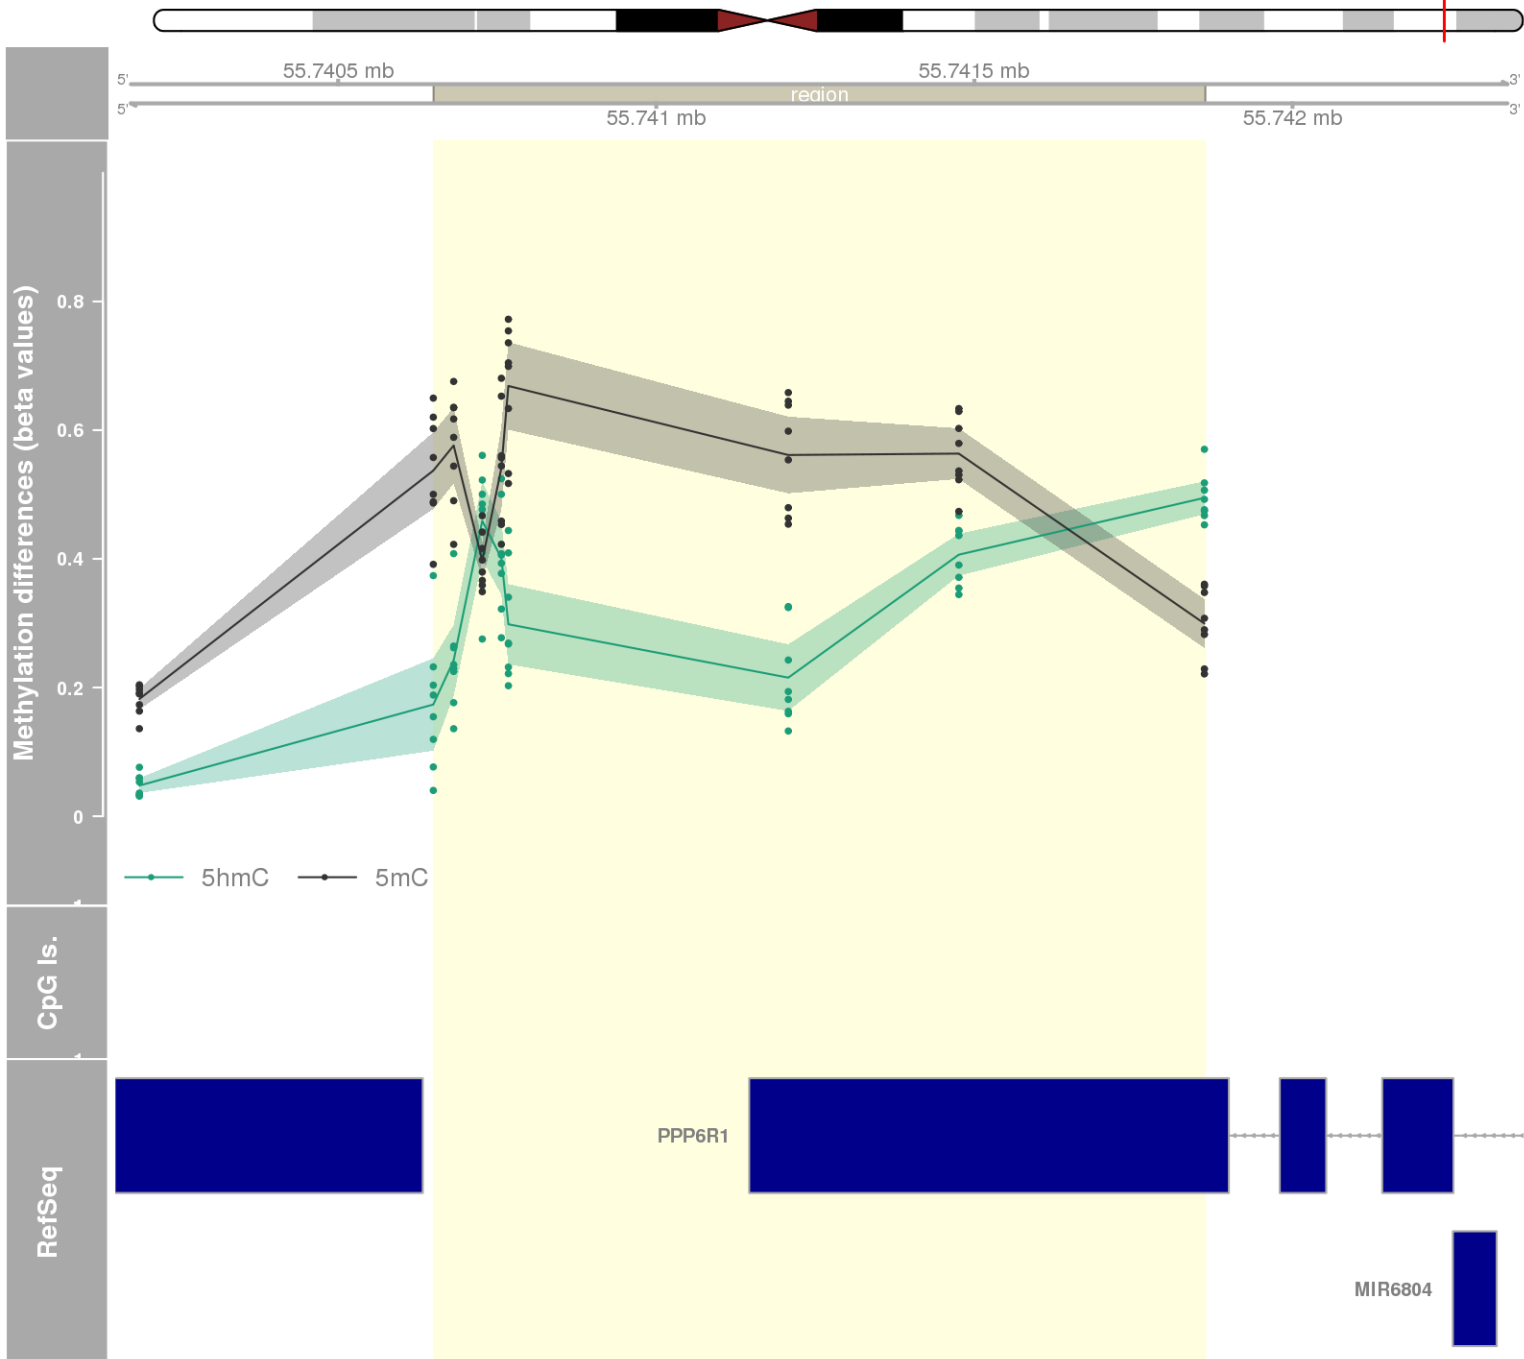 55.7405 mb
55.7415 mb
5'
3'
region
5'
3'
55.741 mb
55.742 mb
Methylation differences (beta values)
0.8
0.6
0.4
0.2
0
5hmC
5mC
CpG Is.
RefSeq
PPP6R1
MIR6804